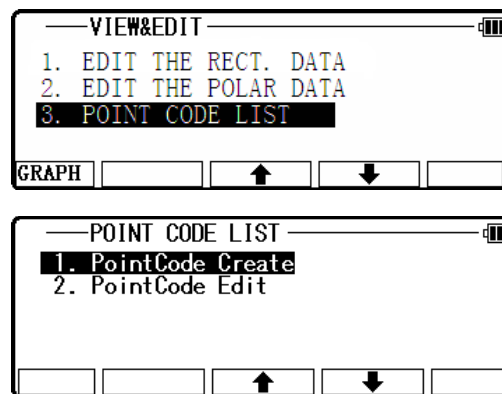 VIEW&EDIT
1. EDIT THE RECT. DATA
2. EDIT THE POLAR DATA
3. POINT CODE LIST
GRAPH
POINT CODE LIST
1. PointCode Create
2. PointCode Edit